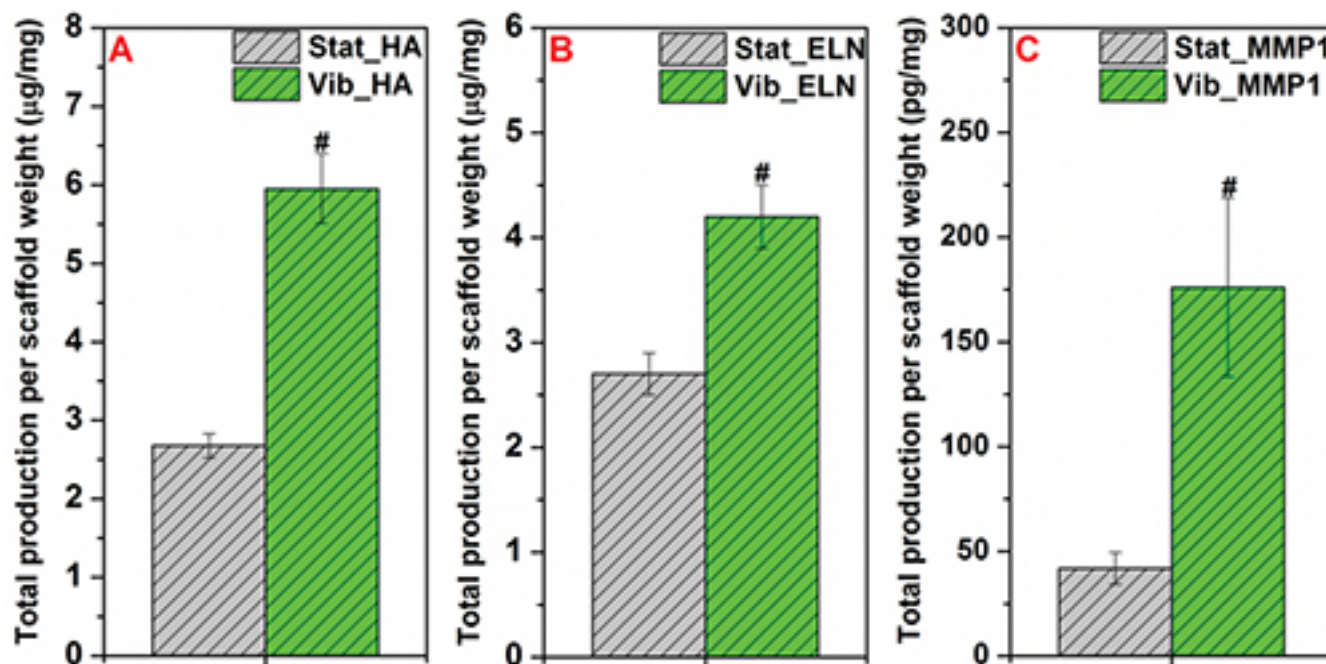 Total production per scaffold weight (µg/mg)
8
7
6
5
4
3
2
1
0
A
Stat_HA
Vib_HA
#
Total production per scaffold weight (µg/mg)
6
5
4
3
2
1
0
B
Stat_ELN
Vib_ELN
#
Total production per scaffold weight (pg/mg)
300
250
200
150
100
50
0
C
Stat_MMP1
Vib_MMP1
#